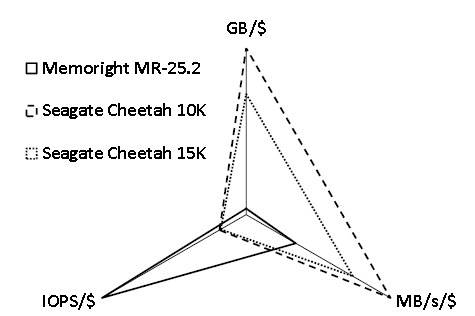 GB/$
Memoright MR-25.2
Seagate Cheetah 10K
Seagate Cheetah 15K
IOPS/$
MB/s/$